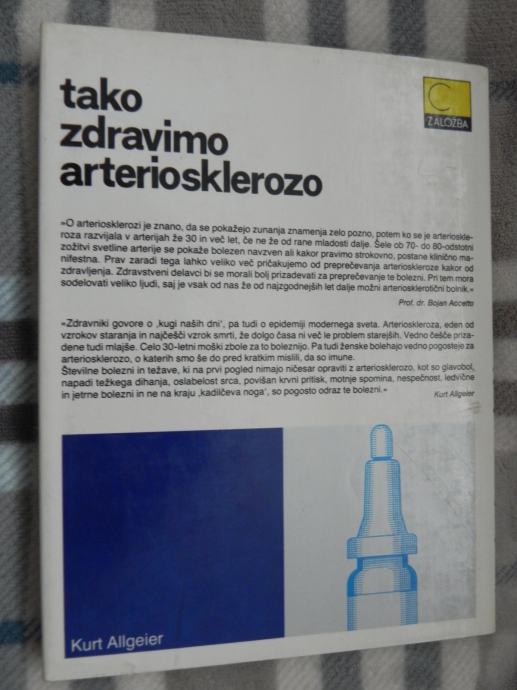 tako
zdravimo
arteriosklerozo
C
ZALOŽBA
»O arteriosklerozi je znano, da se pokažejo zunanja znamenja zelo pozno, potem ko se je arterioskle-
roza razvijala v arterijah že 30 in več let, če ne že od rane mladosti dalje. Šele ob 70- do 80-odstotni
zožitvi svetline arterije se pokaže bolezen navzven ali kakor pravimo strokovno, postane klinično ma-
nifestna. Prav zaradi tega lahko veliko več pričakujemo od preprečevanja arterioskleroze kakor od
zdravljenja. Zdravstveni delavci bi se morali bolj prizadevati za preprečevanje te bolezni. Pri tem mora
sodelovati veliko ljudi, saj je vsak od nas že od najzgodnejših let dalje možni arteriosklerotični bolnik.«
Prof. dr. Bojan Accetto
»Zdravniki govore o ‚kugi naših dni‘, pa tudi o epidemiji modernega sveta. Arterioskleroza, eden od
vzrokov staranja in najčešči vzrok smrti, že dolgo časa ni več le problem starejših. Vedno češče priza-
dene tudi mlajše. Celo 30-letni moški zbole za to boleznijo. Pa tudi ženske bolehajo vedno pogosteje za
arteriosklerozo, o katerih smo še do pred kratkim mislili, da so imune.
Številne bolezni in težave, ki na prvi pogled nimajo ničesar opraviti z arteriosklerozo, kot so glavobol,
napadi težkega dihanja, oslabelost srca, povišan krvni pritisk, motnje spomina, nespečnost, ledvične
in jetrne bolezni in ne na kraju ‚kadilčeva noga‘, so pogosto odraz te bolezni.«
Kurt Allgeier
Kurt Allgeier